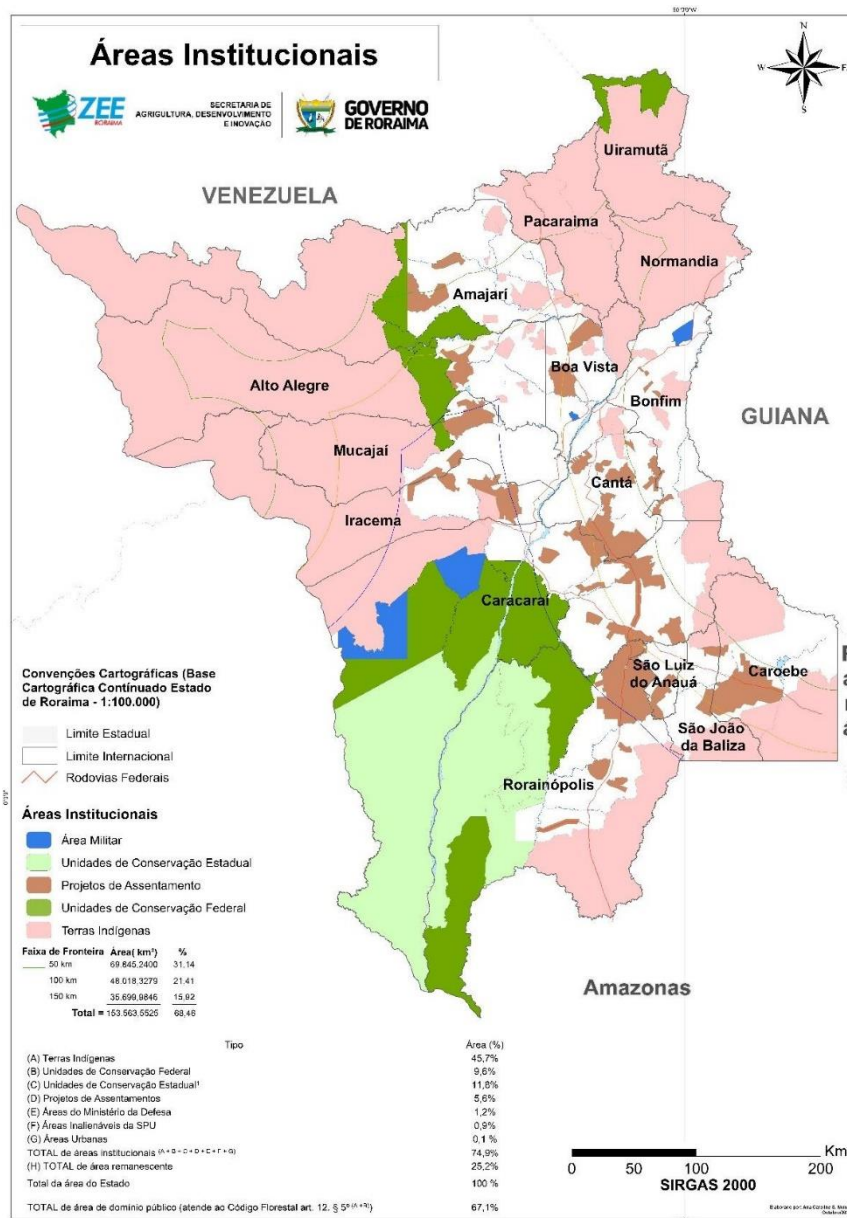 Áreas Institucionais
ZEE
RORAIMA
SECRETARIA DE
AGRICULTURA, DESENVOLVIMENTO
E INOVAÇÃO
GOVERNO
DE RORAIMA
N
W
S
VENEZUELA
Uiramutã
Pacaraima
Normandia
Amajarí
Boa Vista
Alto Alegre
Bonfim
GUIANA
Mucajaí
Cantá
Iracema
Caracaraí
São Luiz
do Anauá
Caroebe
São João
da Baliza
Rorainópolis
Amazonas
Convenções Cartográficas (Base
Cartográfica Contínuado Estado
de Roraima - 1:100.000)
Limite Estadual
Limite Internacional
Rodovias Federais
Áreas Institucionais
Área Militar
Unidades de Conservação Estadual
Projetos de Assentamento
Unidades de Conservação Federal
Terras Indígenas
Faixa de Fronteira Área( km²) %
50 km 69.845,2400 31,14
100 km 48.018,3279 21,41
150 km 35.699,9846 15,92
Total = 153.563,5525 68,46
Tipo Área (%)
(A) Terras Indígenas 45,7%
(B) Unidades de Conservação Federal 9,6%
(C) Unidades de Conservação Estadual¹ 11,8%
(D) Projetos de Assentamentos 5,6%
(E) Áreas do Ministério da Defesa 1,2%
(F) Áreas Inalienáveis da SPU 0,9%
(G) Áreas Urbanas 0,1 %
TOTAL de áreas institucionais (A + B + C + D + E + F + G) 74,9%
(H) TOTAL de área remanescente 25,2%
Total da área do Estado 100 %
TOTAL de área de domínio público (atende ao Código Florestal art. 12. § 5º) 67,1%
Km
0 50 100 200
SIRGAS 2000